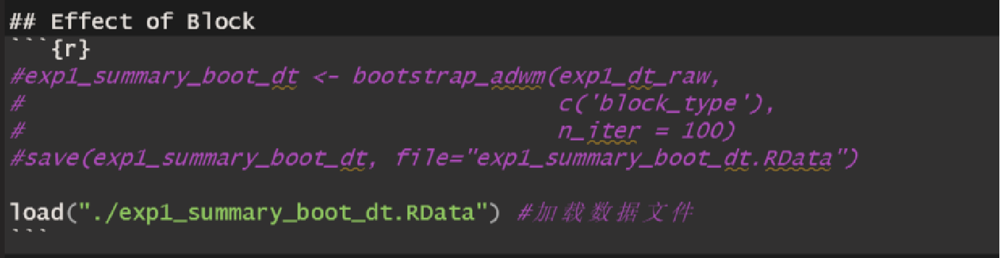 ## Effect of Block
```{r}
#exp1_summary_boot_dt <- bootstrap_adwm(exp1_dt_raw,
#                                       c('block_type'),
#                                       n_iter = 100)
#save(exp1_summary_boot_dt, file="exp1_summary_boot_dt.RData")
load("./exp1_summary_boot_dt.RData") #加载数据文件
```